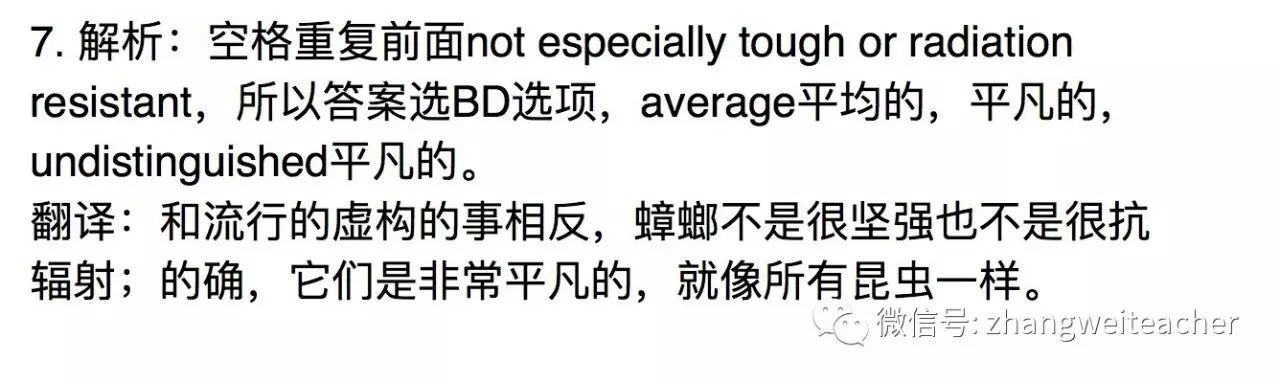 7. 解析：空格重复前面not especially tough or radiation
resistant，所以答案选BD选项，average平均的，平凡的，
undistinguished平凡的。
翻译：和流行的虚构的事相反，蟑螂不是很坚强也不是很抗
辐射；的确，它们是非常平凡的，就像所有昆虫一样。
微信号: zhangweiteacher